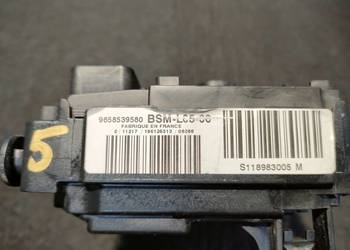 9658539580 BSM-L05 00
FABRIQUE EN FRANCE
S118983005 M
5